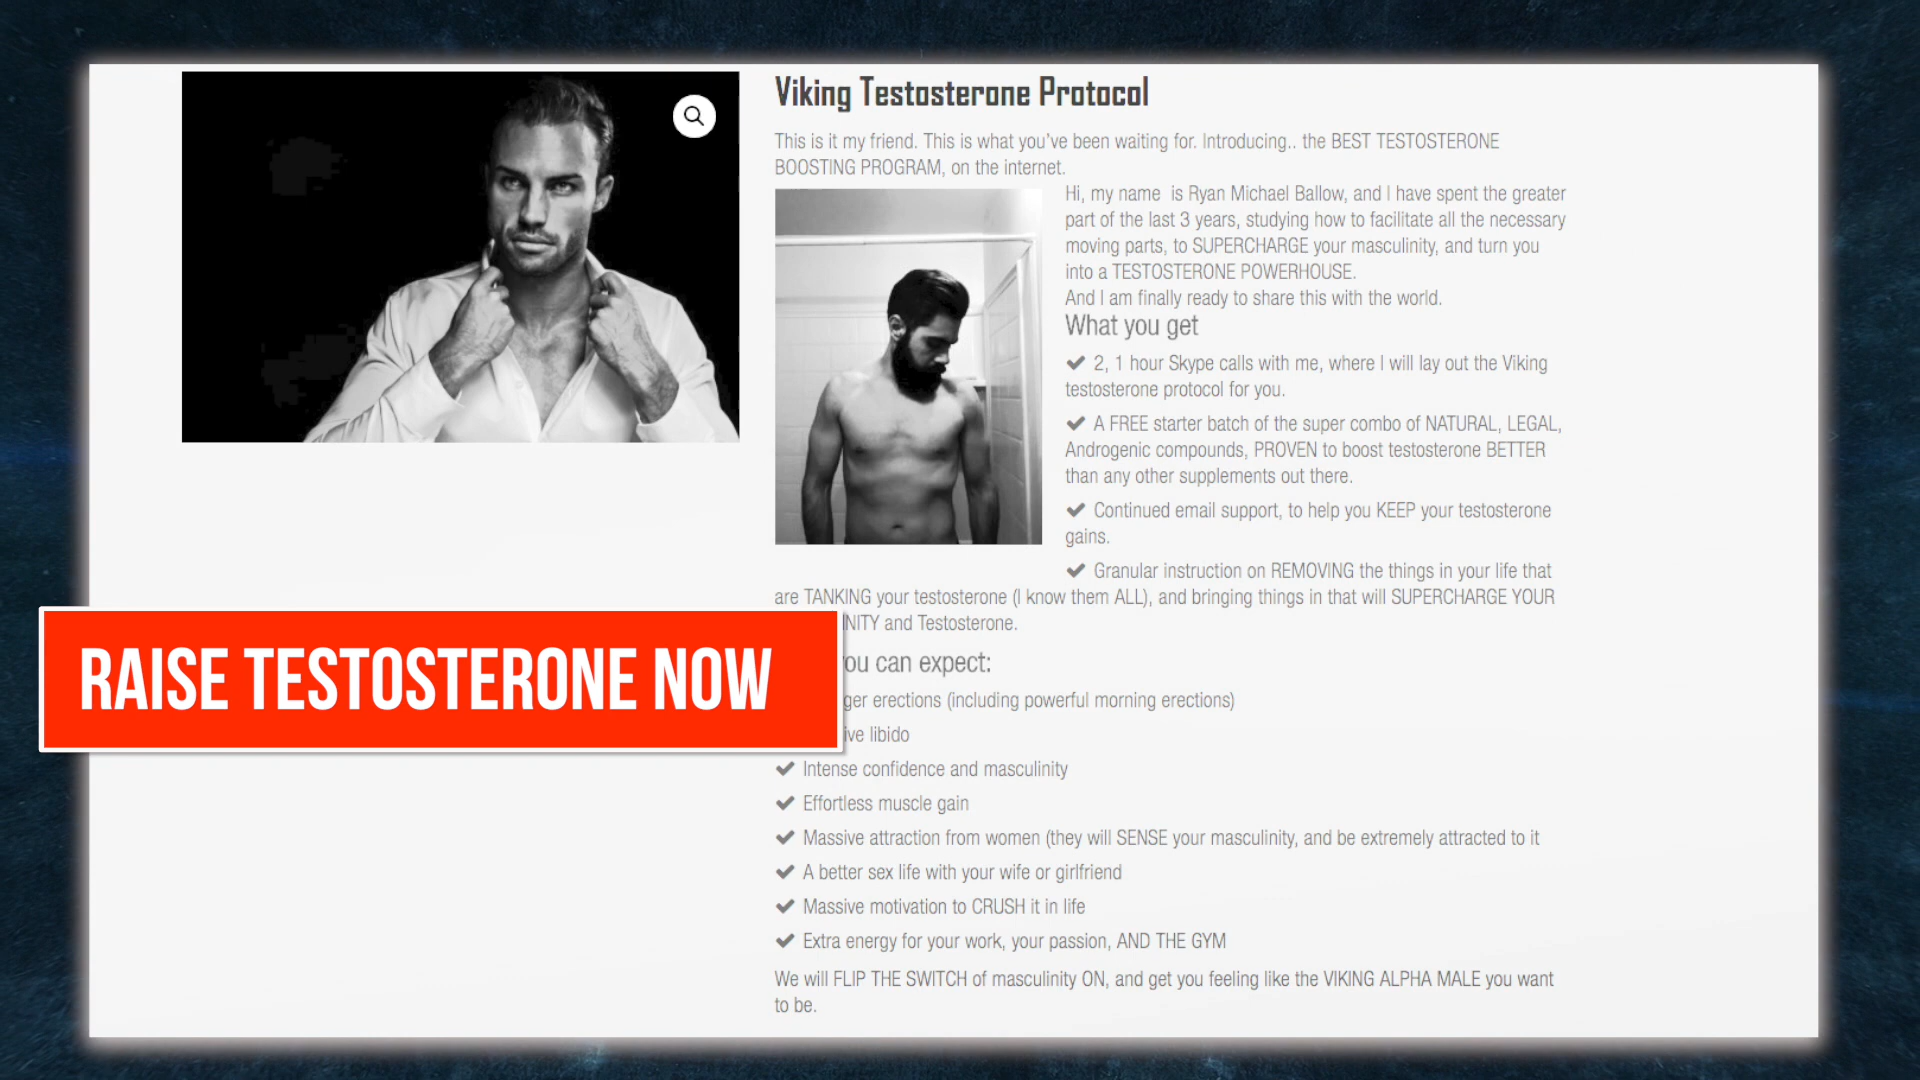 Viking Testosterone Protocol
This is it my friend. This is what you've been waiting for. Introducing.. the BEST TESTOSTERONE
BOOSTING PROGRAM, on the internet.
Hi, my name is Ryan Michael Ballow, and I have spent the greater
part of the last 3 years, studying how to facilitate all the necessary
moving parts, to SUPERCHARGE your masculinity, and turn you
into a TESTOSTERONE POWERHOUSE.
And I am finally ready to share this with the world.
What you get
✔ 2, 1 hour Skype calls with me, where I will lay out the Viking
testosterone protocol for you.
✔ A FREE starter batch of the super combo of NATURAL, LEGAL,
Androgenic compounds, PROVEN to boost testosterone BETTER
than any other supplements out there.
✔ Continued email support, to help you KEEP your testosterone
gains.
✔ Granular instruction on REMOVING the things in your life that
are TANKING your testosterone (I know them ALL), and bringing things in that will SUPERCHARGE YOUR
NITY and Testosterone.
RAISE TESTOSTERONE NOW
you can expect:
ger erections (including powerful morning erections)
ive libido
✔ Intense confidence and masculinity
✔ Effortless muscle gain
✔ Massive attraction from women (they will SENSE your masculinity, and be extremely attracted to it
✔ A better sex life with your wife or girlfriend
✔ Massive motivation to CRUSH it in life
✔ Extra energy for your work, your passion, AND THE GYM
We will FLIP THE SWITCH of masculinity ON, and get you feeling like the VIKING ALPHA MALE you want
to be.